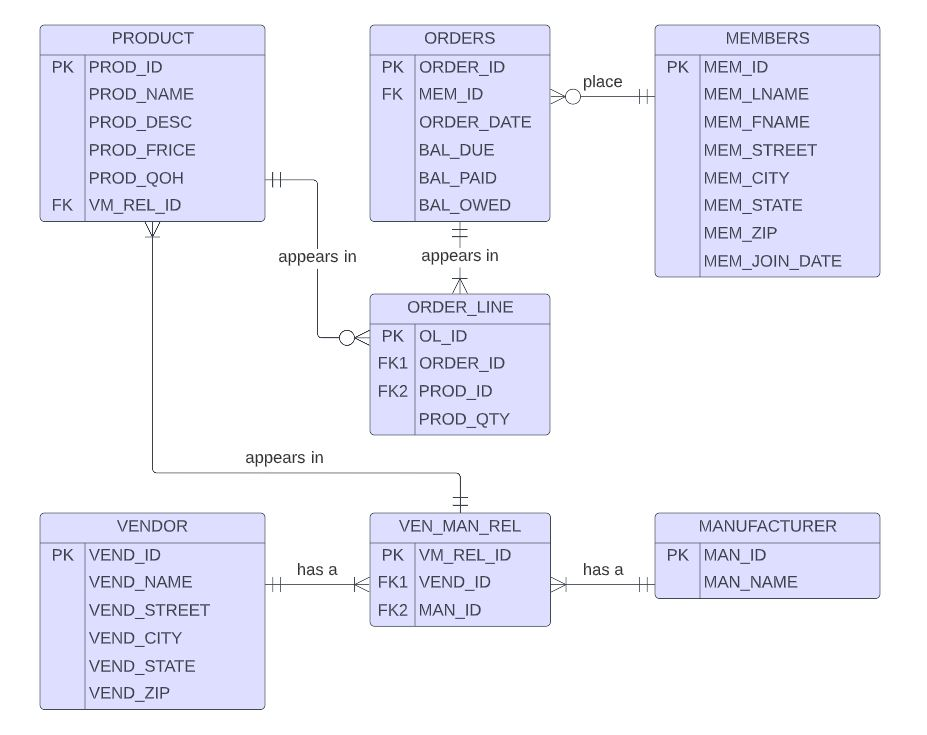 PRODUCT
PK PROD_ID
PROD_NAME
PROD_DESC
PROD_FRICE
PROD_QOH
FK VM_REL_ID
ORDERS
PK ORDER_ID
FK MEM_ID
ORDER_DATE
BAL_DUE
BAL_PAID
BAL_OWED
place
MEMBERS
PK MEM_ID
MEM_LNAME
MEM_FNAME
MEM_STREET
MEM_CITY
MEM_STATE
MEM_ZIP
MEM_JOIN_DATE
appears in
appears in
ORDER_LINE
PK OL_ID
FK1 ORDER_ID
FK2 PROD_ID
PROD_QTY
appears in
VENDOR
PK VEND_ID
VEND_NAME
VEND_STREET
VEND_CITY
VEND_STATE
VEND_ZIP
has a
VEN_MAN_REL
PK VM_REL_ID
FK1 VEND_ID
FK2 MAN_ID
has a
MANUFACTURER
PK MAN_ID
MAN_NAME